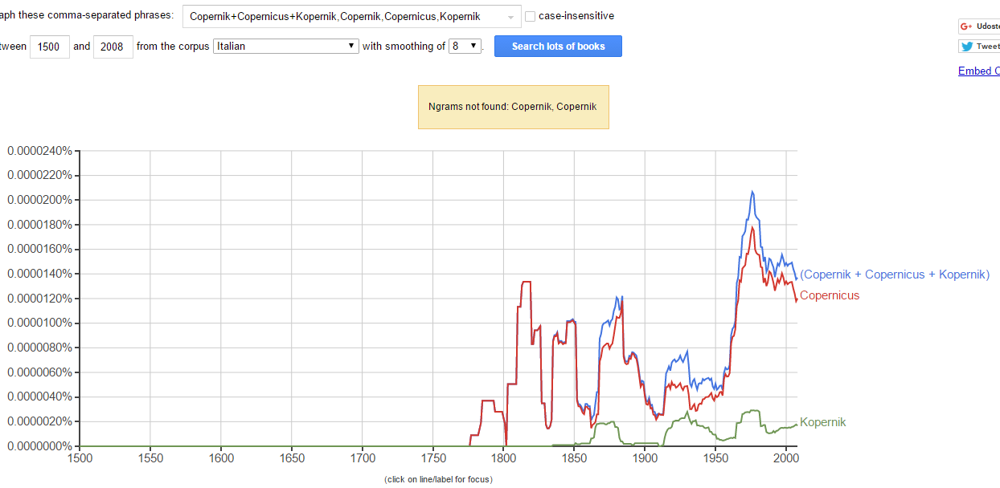 aph these comma-separated phrases: Copernik+Copernicus+Kopernik,Copernik,Copernicus,Kopernik case-insensitive
tween 1500 and 2008 from the corpus Italian with smoothing of 8 . Search lots of books
G+ Udoste
Tweet
Embed C
Ngrams not found: Copernik, Copernik
0.0000240%
0.0000220%
0.0000200%
0.0000180%
0.0000160%
0.0000140%
0.0000120%
0.0000100%
0.0000080%
0.0000060%
0.0000040%
0.0000020%
0.0000000%
(Copernik + Copernicus + Kopernik)
Copernicus
Kopernik
1500 1550 1600 1650 1700 1750 1800 1850 1900 1950 2000
(click on line/label for focus)